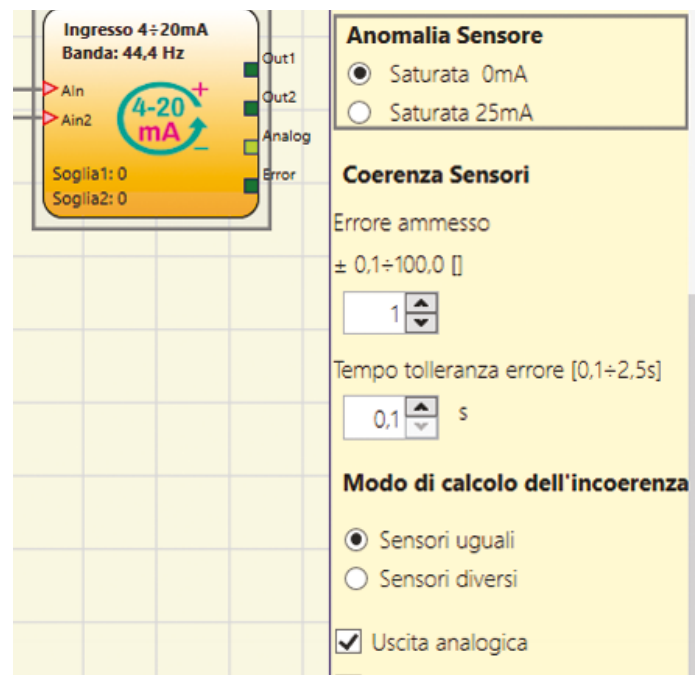 Ingresso 4÷20mA
Banda: 44,4 Hz
Out1
AIn
Out2
4-20
mA
+
Ain2
Analog
−
Soglia1: 0
Error
Soglia2: 0
Anomalia Sensore
Saturata 0mA
Saturata 25mA
Coerenza Sensori
Errore ammesso
± 0,1÷100,0 []
1
Tempo tolleranza errore [0,1÷2,5s]
0,1 s
Modo di calcolo dell'incoerenza
Sensori uguali
Sensori diversi
Uscita analogica